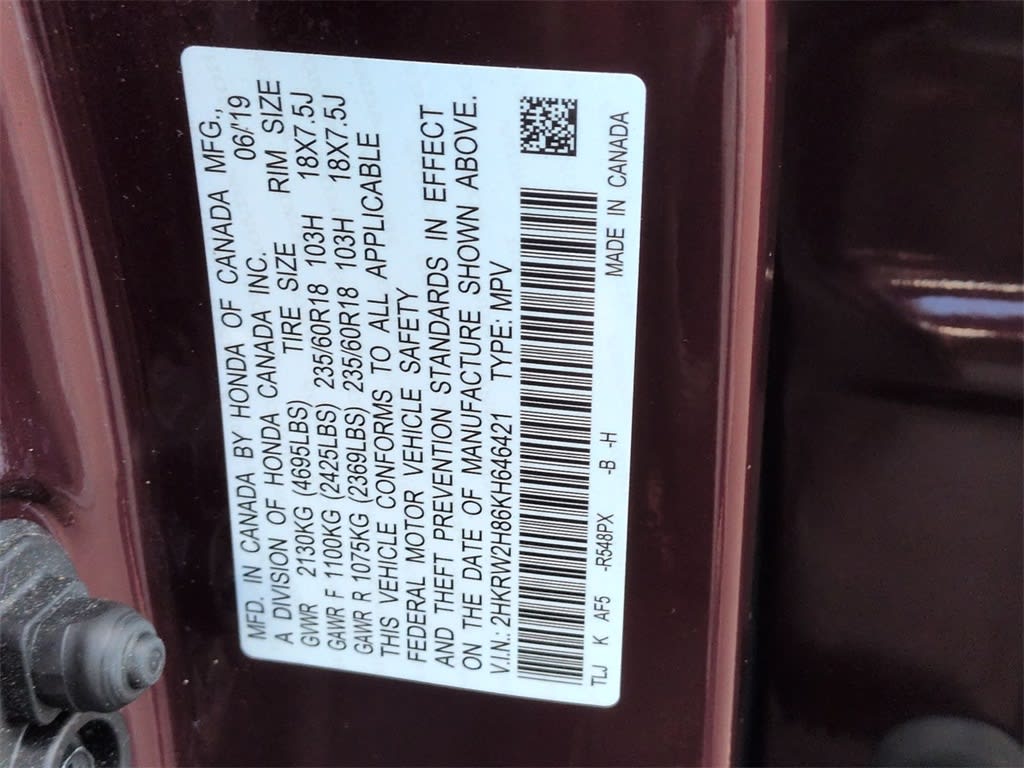 MFD. IN CANADA BY HONDA OF CANADA MFG.,
A DIVISION OF HONDA CANADA INC. 06/19
GVWR 2130KG (4695LBS) TIRE SIZE RIM SIZE
GAWR F 1100KG (2425LBS) 235/60R18 103H 18X7.5J
GAWR R 1075KG (2369LBS) 235/60R18 103H 18X7.5J
THIS VEHICLE CONFORMS TO ALL APPLICABLE
FEDERAL MOTOR VEHICLE SAFETY
AND THEFT PREVENTION STANDARDS IN EFFECT
ON THE DATE OF MANUFACTURE SHOWN ABOVE.
V.I.N.: 2HKRW2H86KH646421 TYPE: MPV
TLJ K AF5 -R548PX -B -H MADE IN CANADA